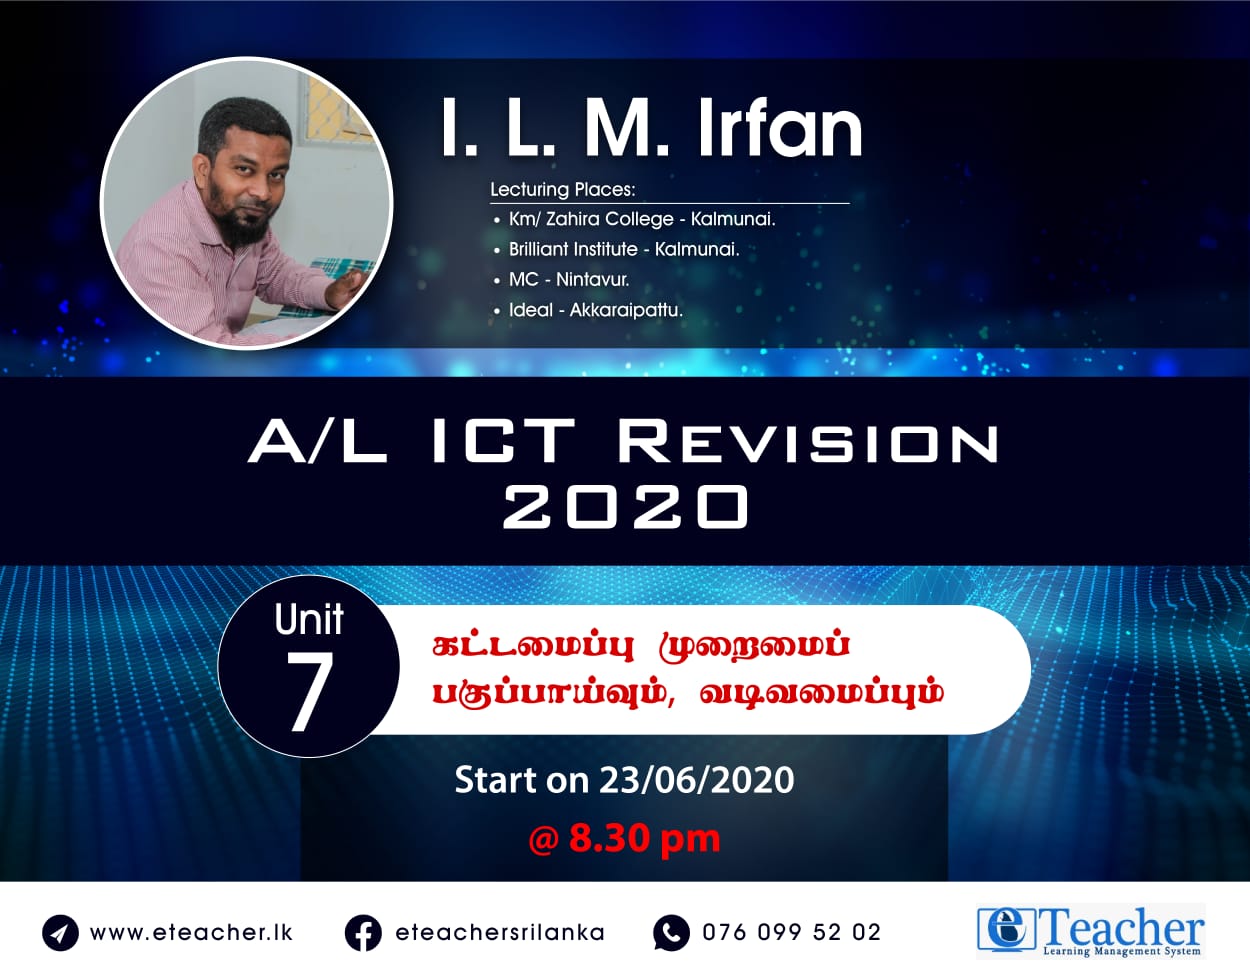 I. L. M. Irfan
Lecturing Places:
• Km/ Zahira College - Kalmunai.
• Brilliant Institute - Kalmunai.
• MC - Nintavur.
• Ideal - Akkaraipattu.
A/L ICT Revision
2020
Unit
7
கட்டமைப்பு முறைமைப்
பகுப்பாய்வும், வடிவமைப்பும்
Start on 23/06/2020
@ 8.30 pm
www.eteacher.lk
eteachersrilanka
076 099 52 02
e Teacher
Learning Management System